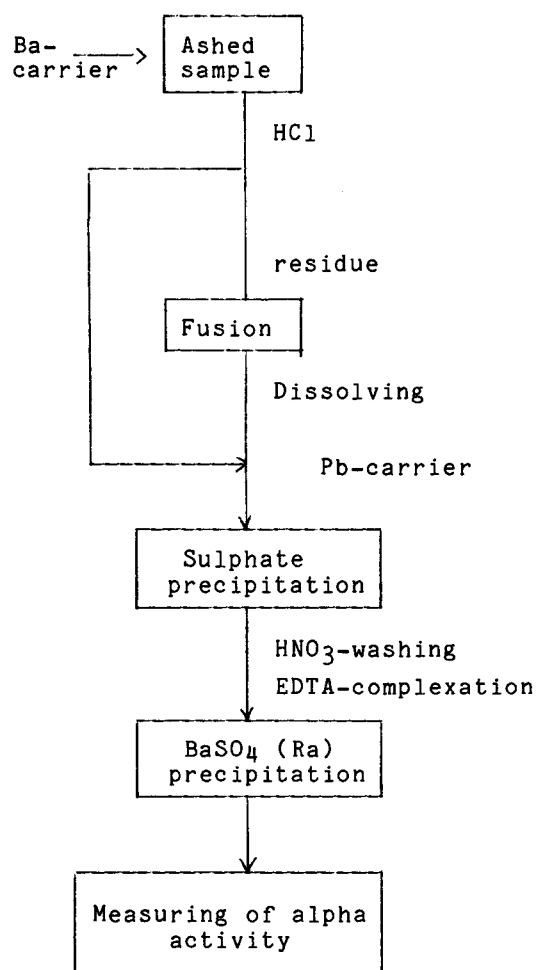 Ba-
carrier
Ashed
sample
HCl
residue
Fusion
Dissolving
Pb-carrier
Sulphate
precipitation
HNO3-washing
EDTA-complexation
BaSO4 (Ra)
precipitation
Measuring of alpha
activity